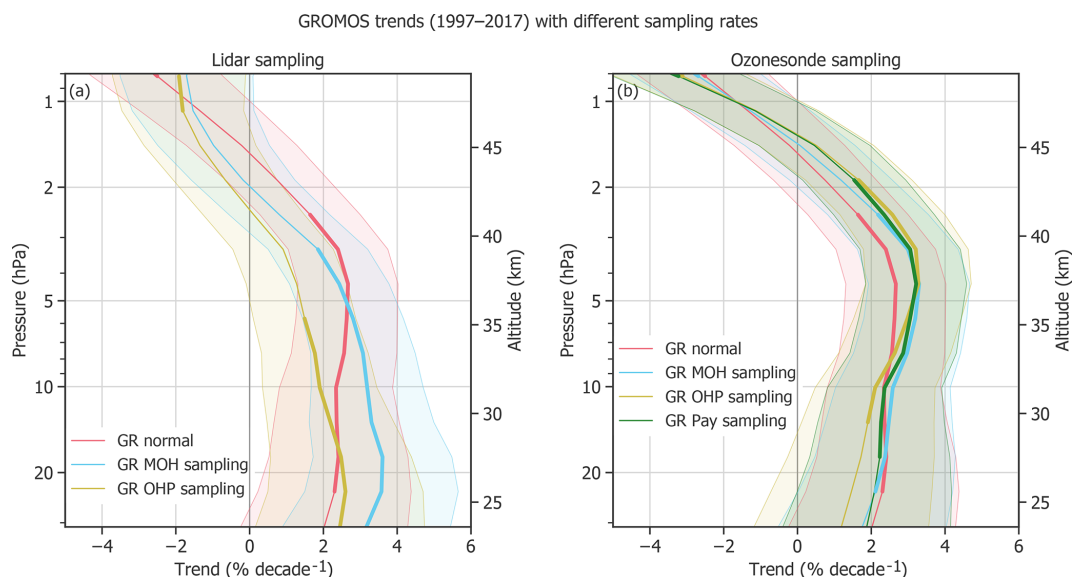 GROMOS trends (1997–2017) with different sampling rates
Lidar sampling
(a)
1
2
5
10
20
Pressure (hPa)
45
40
35
30
25
Altitude (km)
GR normal
GR MOH sampling
GR OHP sampling
−4 −2 0 2 4 6
Trend (% decade⁻¹)
Ozonesonde sampling
(b)
1
2
5
10
20
Pressure (hPa)
45
40
35
30
25
Altitude (km)
GR normal
GR MOH sampling
GR OHP sampling
GR Pay sampling
−4 −2 0 2 4 6
Trend (% decade⁻¹)